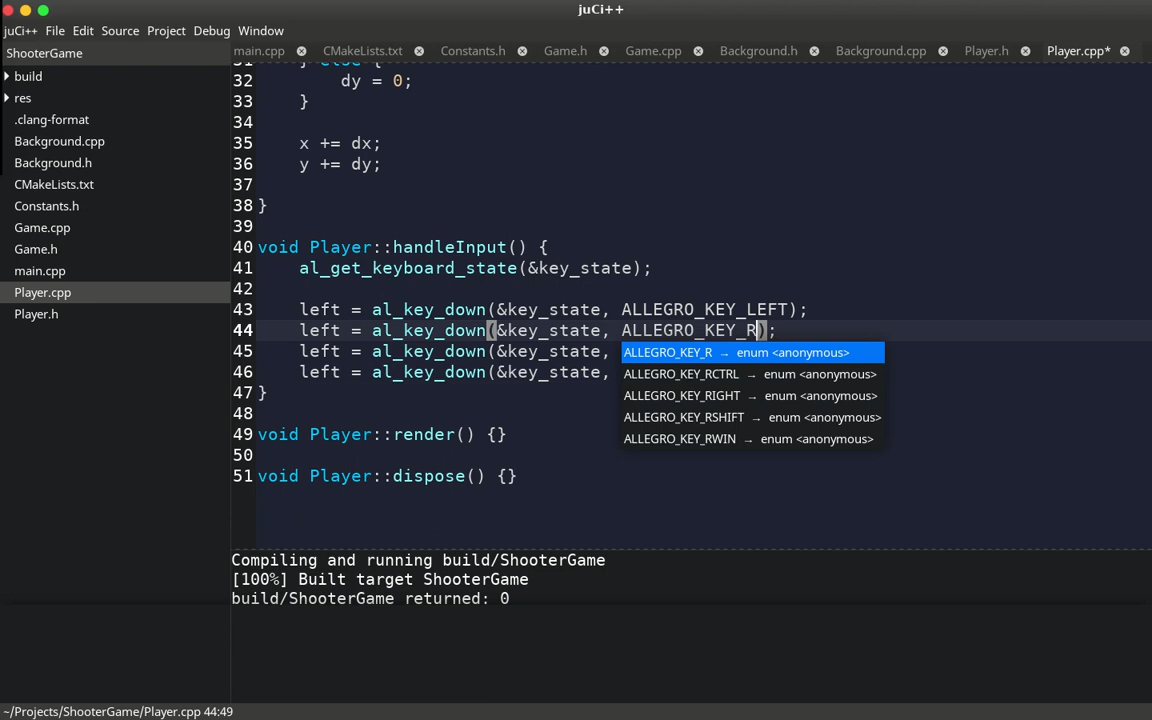 juCi++
juCi++ File Edit Source Project Debug Window
ShooterGame
main.cpp CMakeLists.txt Constants.h Game.h Game.cpp Background.h Background.cpp Player.h Player.cpp*
build
res
.clang-format
Background.cpp
Background.h
CMakeLists.txt
Constants.h
Game.cpp
Game.h
main.cpp
Player.cpp
Player.h
31 } else {
32 dy = 0;
33 }
34
35 x += dx;
36 y += dy;
37
38 }
39
40 void Player::handleInput() {
41 al_get_keyboard_state(&key_state);
42
43 left = al_key_down(&key_state, ALLEGRO_KEY_LEFT);
44 left = al_key_down(&key_state, ALLEGRO_KEY_R);
45 left = al_key_down(&key_state,
46 left = al_key_down(&key_state,
47 }
48
49 void Player::render() {}
50
51 void Player::dispose() {}
ALLEGRO_KEY_R → enum <anonymous>
ALLEGRO_KEY_RCTRL → enum <anonymous>
ALLEGRO_KEY_RIGHT → enum <anonymous>
ALLEGRO_KEY_RSHIFT → enum <anonymous>
ALLEGRO_KEY_RWIN → enum <anonymous>
Compiling and running build/ShooterGame
[100%] Built target ShooterGame
build/ShooterGame returned: 0
~/Projects/ShooterGame/Player.cpp 44:49